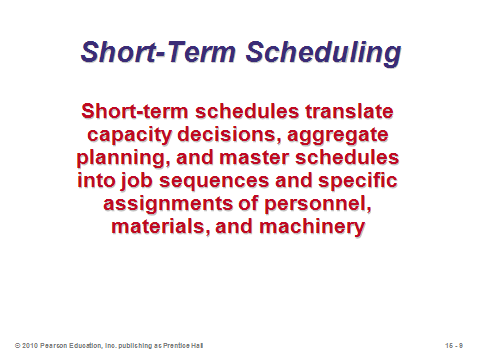 Short-Term Scheduling
Short-term schedules translate
capacity decisions, aggregate
planning, and master schedules
into job sequences and specific
assignments of personnel,
materials, and machinery
© 2010 Pearson Education, Inc. publishing as Prentice Hall
15 - 9